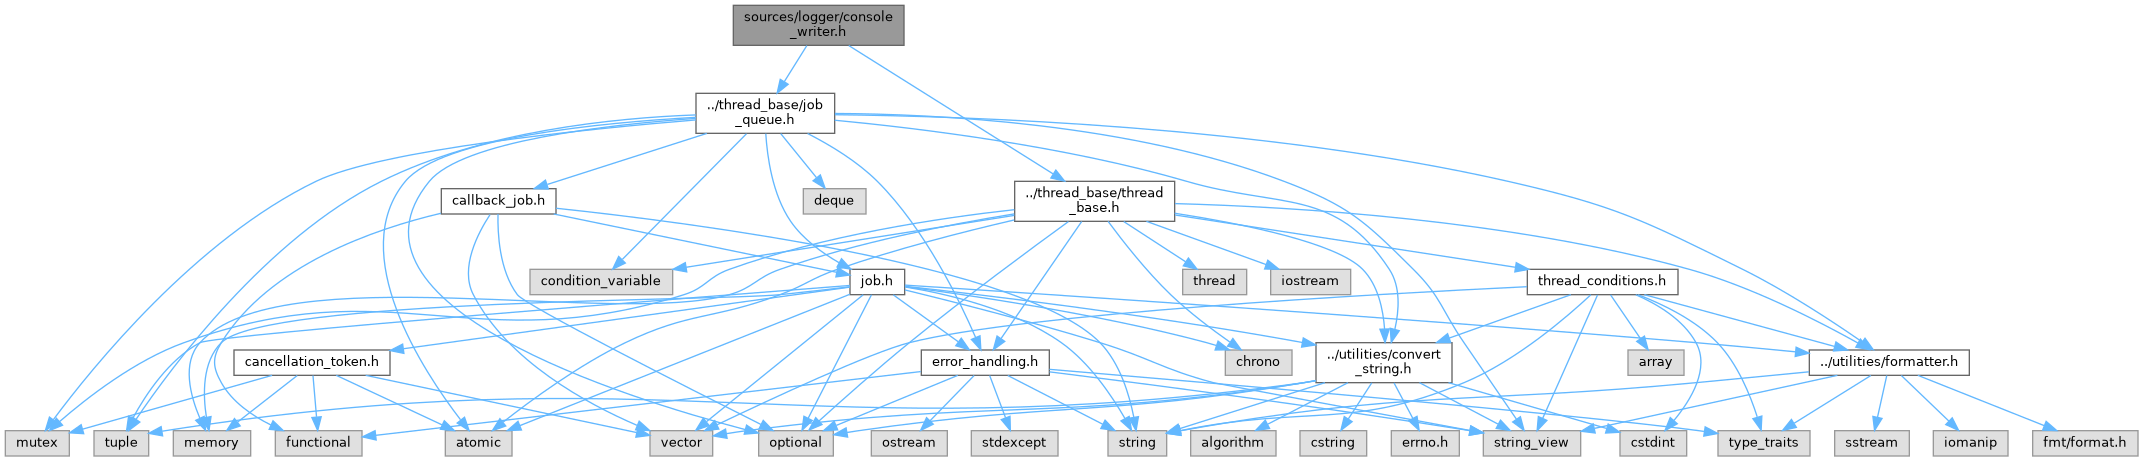 sources/logger/console
_writer.h
../thread_base/job
_queue.h
../thread_base/thread
_base.h
callback_job.h
deque
condition_variable
job.h
thread
iostream
thread_conditions.h
cancellation_token.h
error_handling.h
chrono
../utilities/convert
_string.h
array
../utilities/formatter.h
mutex
tuple
memory
functional
atomic
vector
optional
ostream
stdexcept
string
algorithm
cstring
errno.h
string_view
cstdint
type_traits
sstream
iomanip
fmt/format.h